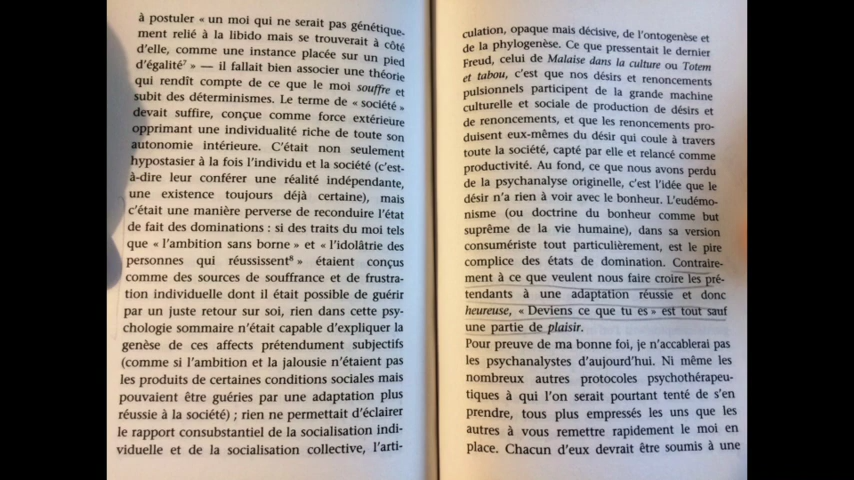 à postuler « un moi qui ne serait pas génétique-
ment relié à la libido mais se trouverait à côté
d'elle, comme une instance placée sur un pied
d'égalité⁷ » — il fallait bien associer une théorie
qui rendît compte de ce que le moi souffre et
subit des déterminismes. Le terme de « société »
devait suffire, conçue comme force extérieure
opprimant une individualité riche de toute son
autonomie intérieure. C'était non seulement
hypostasier à la fois l'individu et la société (c'est-
à-dire leur conférer une réalité indépendante,
une existence toujours déjà certaine), mais
c'était une manière perverse de reconduire l'état
de fait des dominations : si des traits du moi tels
que « l'ambition sans borne » et « l'idolâtrie des
personnes qui réussissent⁸ » étaient conçus
comme des sources de souffrance et de frustra-
tion individuelle dont il était possible de guérir
par un juste retour sur soi, rien dans cette psy-
chologie sommaire n'était capable d'expliquer la
genèse de ces affects prétendument subjectifs
(comme si l'ambition et la jalousie n'étaient pas
les produits de certaines conditions sociales mais
pouvaient être guéries par une adaptation plus
réussie à la société) ; rien ne permettait d'éclairer
le rapport consubstantiel de la socialisation indi-
viduelle et de la socialisation collective, l'arti-
culation, opaque mais décisive, de l'ontogenèse et
de la phylogenèse. Ce que pressentait le dernier
Freud, celui de Malaise dans la culture ou Totem
et tabou, c'est que nos désirs et renoncements
pulsionnels participent de la grande machine
culturelle et sociale de production de désirs et
de renoncements, et que les renoncements pro-
duisent eux-mêmes du désir qui coule à travers
toute la société, capté par elle et relancé comme
productivité. Au fond, ce que nous avons perdu
de la psychanalyse originelle, c'est l'idée que le
désir n'a rien à voir avec le bonheur. L'eudémo-
nisme (ou doctrine du bonheur comme but
suprême de la vie humaine), dans sa version
consumériste tout particulièrement, est le pire
complice des états de domination. Contraire-
ment à ce que veulent nous faire croire les pré-
tendants à une adaptation réussie et donc
heureuse, « Deviens ce que tu es » est tout sauf
une partie de plaisir.
Pour preuve de ma bonne foi, je n'accablerai pas
les psychanalystes d'aujourd'hui. Ni même les
nombreux autres protocoles psychothérapeu-
tiques à qui l'on serait pourtant tenté de s'en
prendre, tous plus empressés les uns que les
autres à vous remettre rapidement le moi en
place. Chacun d'eux devrait être soumis à une